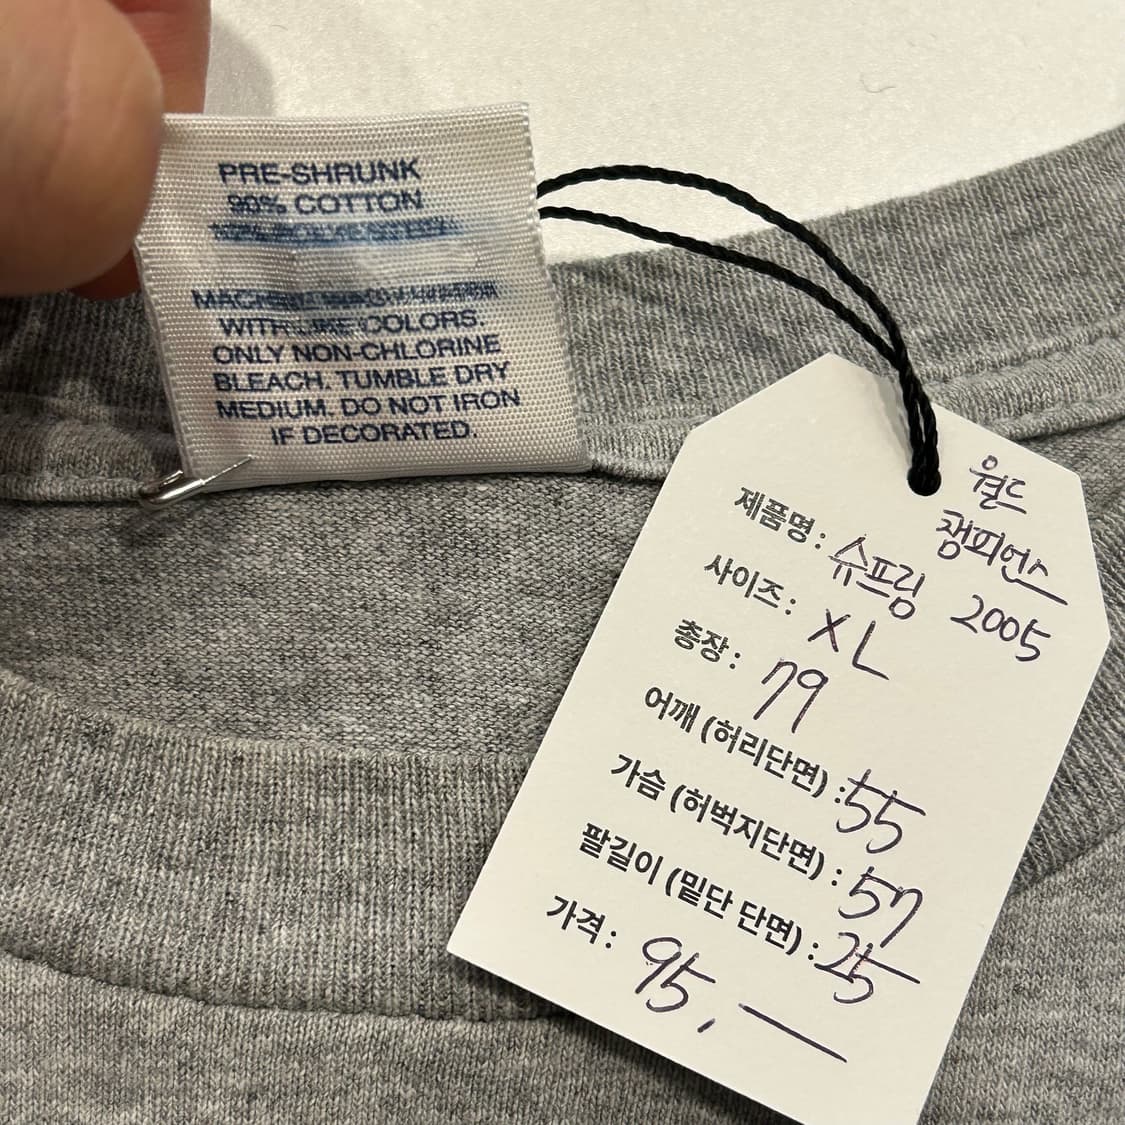 PRE-SHRUNK
90% COTTON
10% POLYESTER
WITH LIKE COLORS.
ONLY NON-CHLORINE
BLEACH. TUMBLE DRY
MEDIUM. DO NOT IRON
IF DECORATED.
월드
챔피언스
제품명 : 슈프림 2005
사이즈 : XL
총장 : 79
어깨 (허리단면) : 55
가슴 (허벅지단면) : 57
팔길이 (밑단 단면) : 25
가격 : 95,—